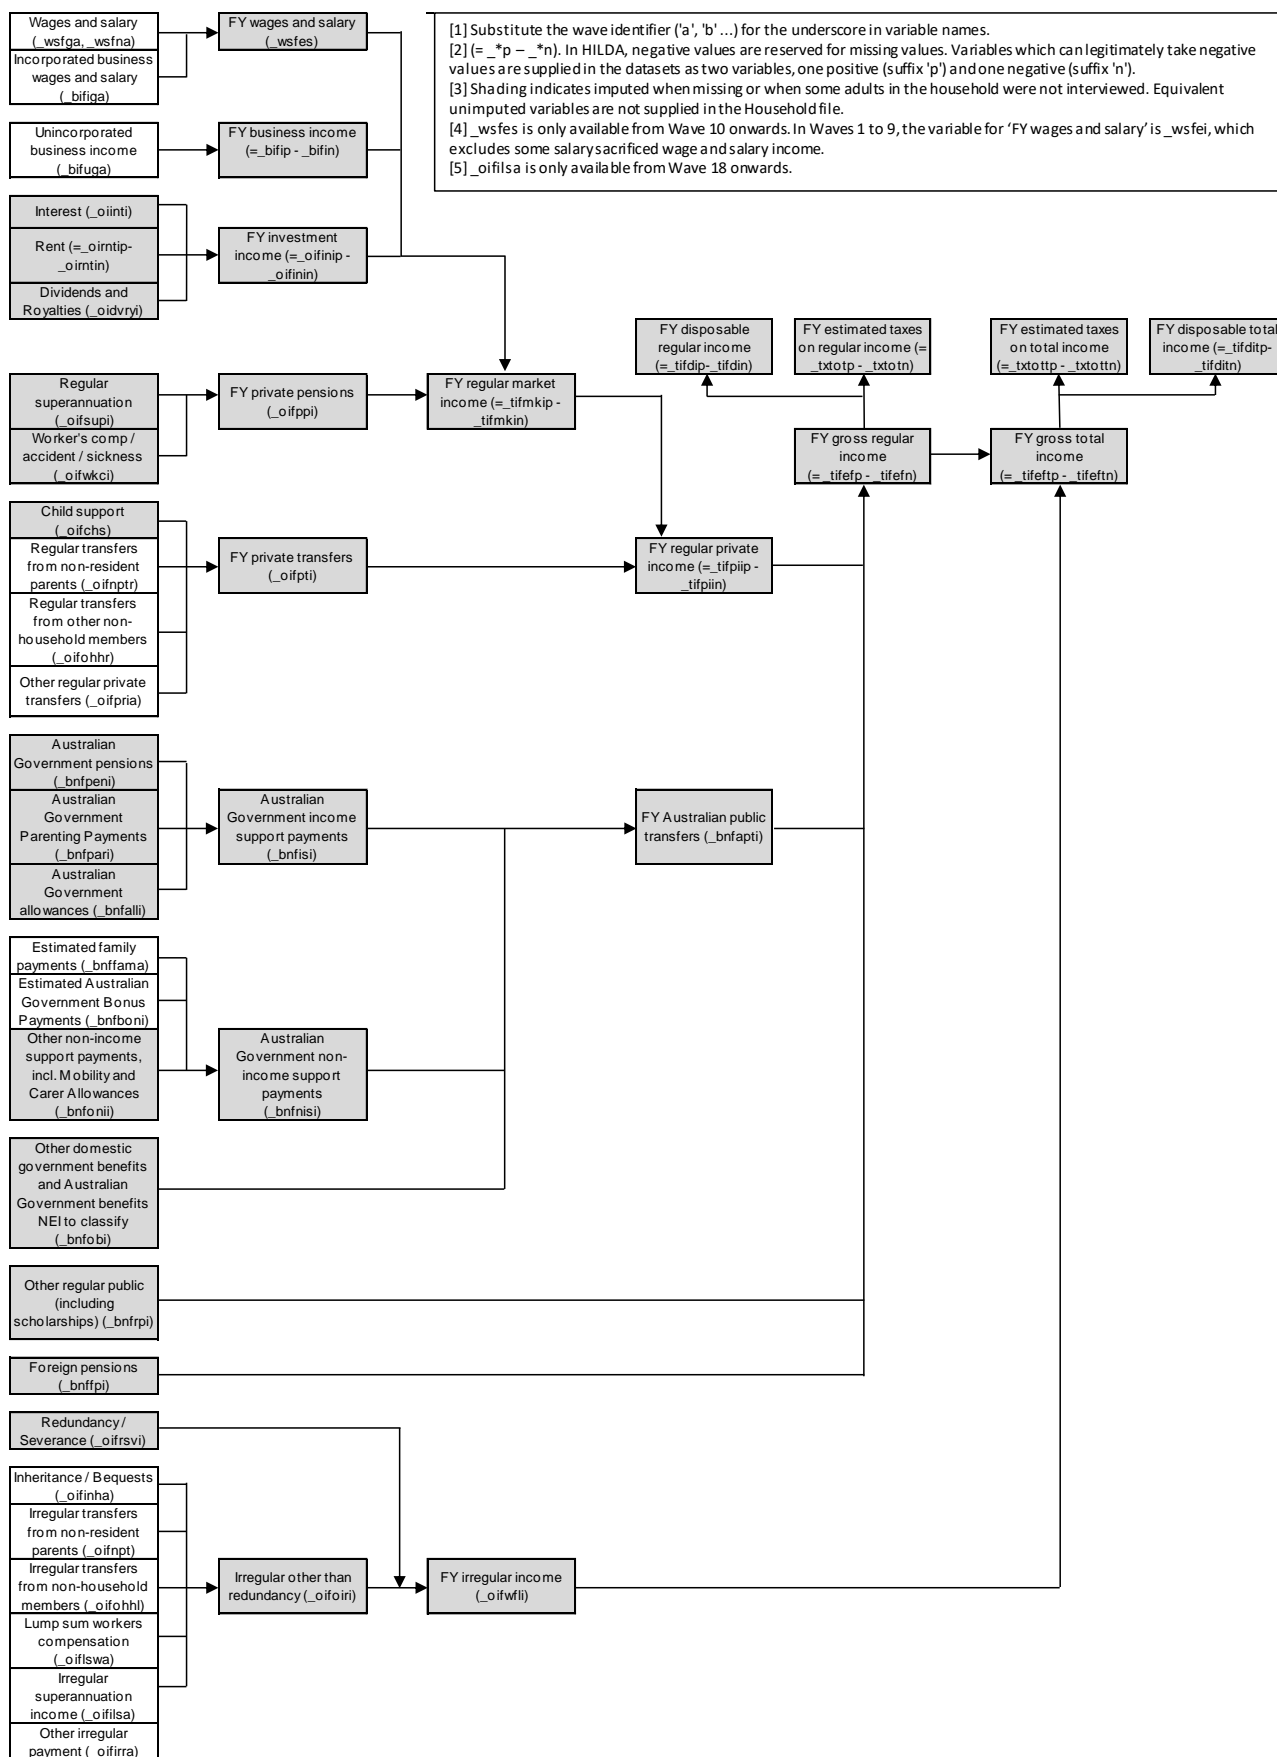 Wages and salary
(_wsfga, _wsfna)
Incorporated business
wages and salary
(_bifiga)
FY wages and salary
(_wsfes)
[1] Substitute the wave identifier ('a', 'b' ...) for the underscore in variable names.
[2] (= _*p – _*n). In HILDA, negative values are reserved for missing values. Variables which can legitimately take negative
values are supplied in the datasets as two variables, one positive (suffix 'p') and one negative (suffix 'n').
[3] Shading indicates imputed when missing or when some adults in the household were not interviewed. Equivalent
unimputed variables are not supplied in the Household file.
[4] _wsfes is only available from Wave 10 onwards. In Waves 1 to 9, the variable for ‘FY wages and salary’ is _wsfei, which
excludes some salary sacrificed wage and salary income.
[5] _oifilsa is only available from Wave 18 onwards.
Unincorporated
business income
(_bifuga)
FY business income
(=_bifip - _bifin)
Interest (_oiinti)
Rent (=_oirntip-
_oirntin)
Dividends and
Royalties (_oidvryi)
FY investment
income (=_oifinip -
_oifinin)
FY disposable
regular income
(=_tifdip-_tifdin)
FY estimated taxes
on regular income (=
_txtotp - _txtotn)
FY estimated taxes
on total income
(=_txtottp - _txtottn)
FY disposable total
income (=_tifditp-
_tifditn)
Regular
superannuation
(_oifsupi)
Worker's comp /
accident / sickness
(_oifwkci)
FY private pensions
(_oifppi)
FY regular market
income (=_tifmkip -
_tifmkin)
FY gross regular
income
(= _tifefp - _tifefn)
FY gross total
income
(= _tifeftp - _tifeftn)
Child support
(_oifchs)
Regular transfers
from non-resident
parents (_oifnptr)
Regular transfers
from other non-
household members
(_oifohhr)
Other regular private
transfers (_oifpria)
FY private transfers
(_oifpti)
FY regular private
income (=_tifpiip -
_tifpiin)
Australian
Government pensions
(_bnfpeni)
Australian
Government
Parenting Payments
(_bnfpari)
Australian
Government
allowances (_bnfalli)
Australian
Government income
support payments
(_bnfisi)
FY Australian public
transfers (_bnfapti)
Estimated family
payments (_bnffama)
Estimated Australian
Government Bonus
Payments (_bnfboni)
Other non-income
support payments,
incl. Mobility and
Carer Allowances
(_bnfonii)
Australian
Government non-
income support
payments
(_bnfnisi)
Other domestic
government benefits
and Australian
Government benefits
NEI to classify
(_bnfobi)
Other regular public
(including
scholarships) (_bnfrpi)
Foreign pensions
(_bnffpi)
Redundancy /
Severance (_oifrsvi)
Inheritance / Bequests
(_oifinha)
Irregular transfers
from non-resident
parents (_oifnpt)
Irregular transfers
from non-household
members (_oifohhl)
Lump sum workers
compensation
(_oiflswa)
Irregular
superannuation
income (_oifilsa)
Other irregular
payment (_oifirra)
Irregular other than
redundancy (_oifoiri)
FY irregular income
(_oifwfli)